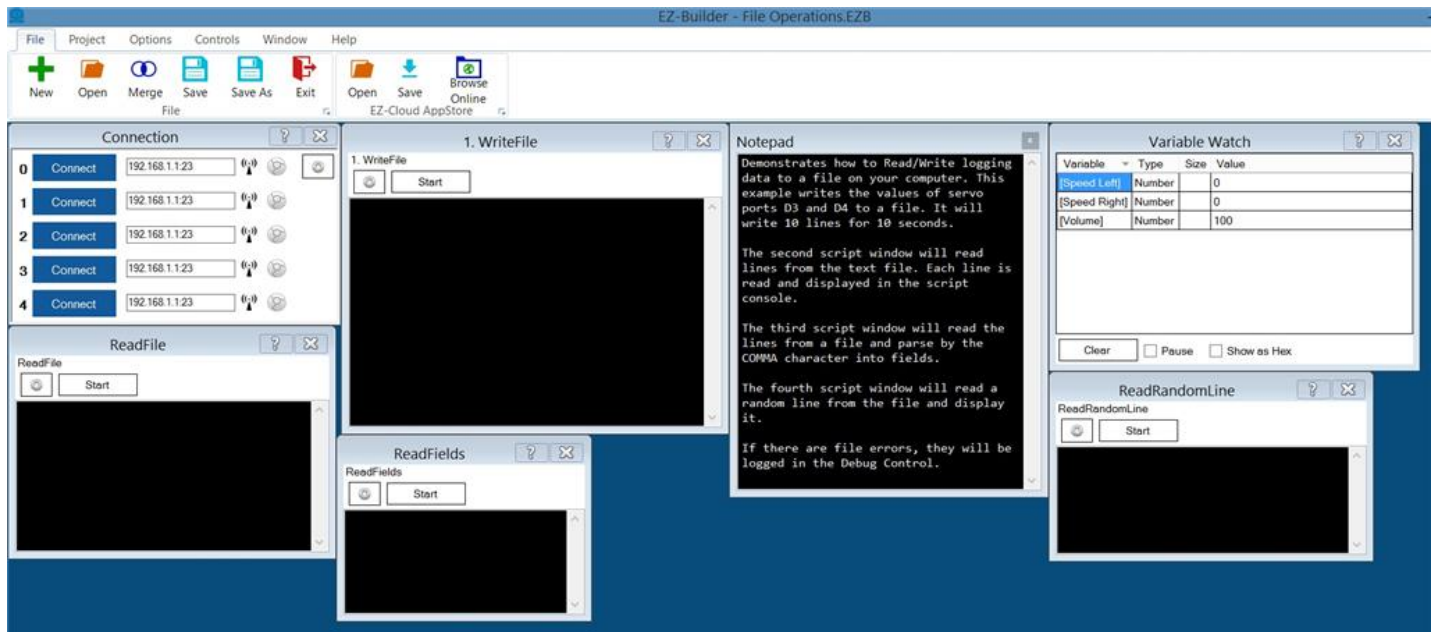 EZ-Builder - File Operations.EZB
File Project Options Controls Window Help
New Open Merge Save Save As Exit Open Save Browse Online
File EZ-Cloud AppStore
Connection
0 Connect 192.168.1.1:23
1 Connect 192.168.1.1:23
2 Connect 192.168.1.1:23
3 Connect 192.168.1.1:23
4 Connect 192.168.1.1:23
1. WriteFile
1. WriteFile
Start
Notepad
Demonstrates how to Read/Write logging
data to a file on your computer. This
example writes the values of servo
ports D3 and D4 to a file. It will
write 10 lines for 10 seconds.
The second script window will read
lines from the text file. Each line is
read and displayed in the script
console.
The third script window will read the
lines from a file and parse by the
COMMA character into fields.
The fourth script window will read a
random line from the file and display
it.
If there are file errors, they will be
logged in the Debug Control.
Variable Watch
Variable Type Size Value
[Speed Left] Number 0
[Speed Right] Number 0
[Volume] Number 100
Clear Pause Show as Hex
ReadFile
ReadFile
Start
ReadFields
ReadFields
Start
ReadRandomLine
ReadRandomLine
Start